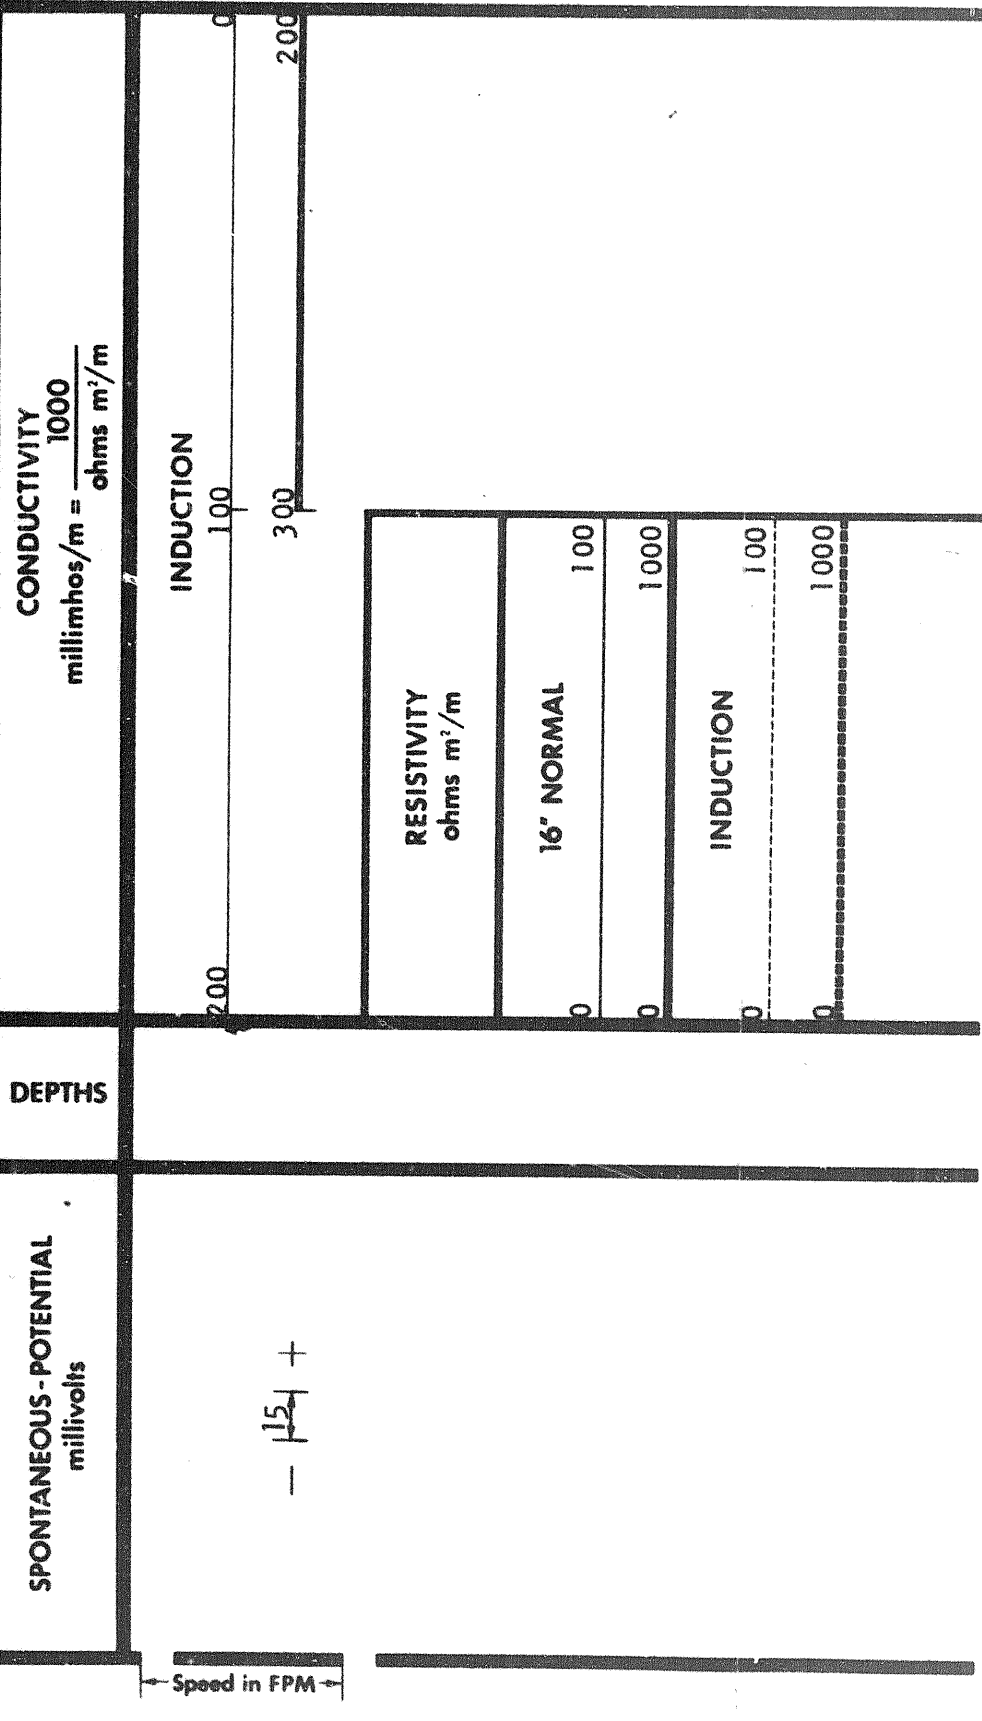 SPONTANEOUS-POTENTIAL
millivolts
DEPTHS
CONDUCTIVITY
millimhos/m = 1000
ohms m²/m
- 15 +
INDUCTION
200 100 0
300 200
RESISTIVITY
ohms m²/m
16" NORMAL
0 100
0 1000
INDUCTION
0 100
0 1000
Speed in FPM